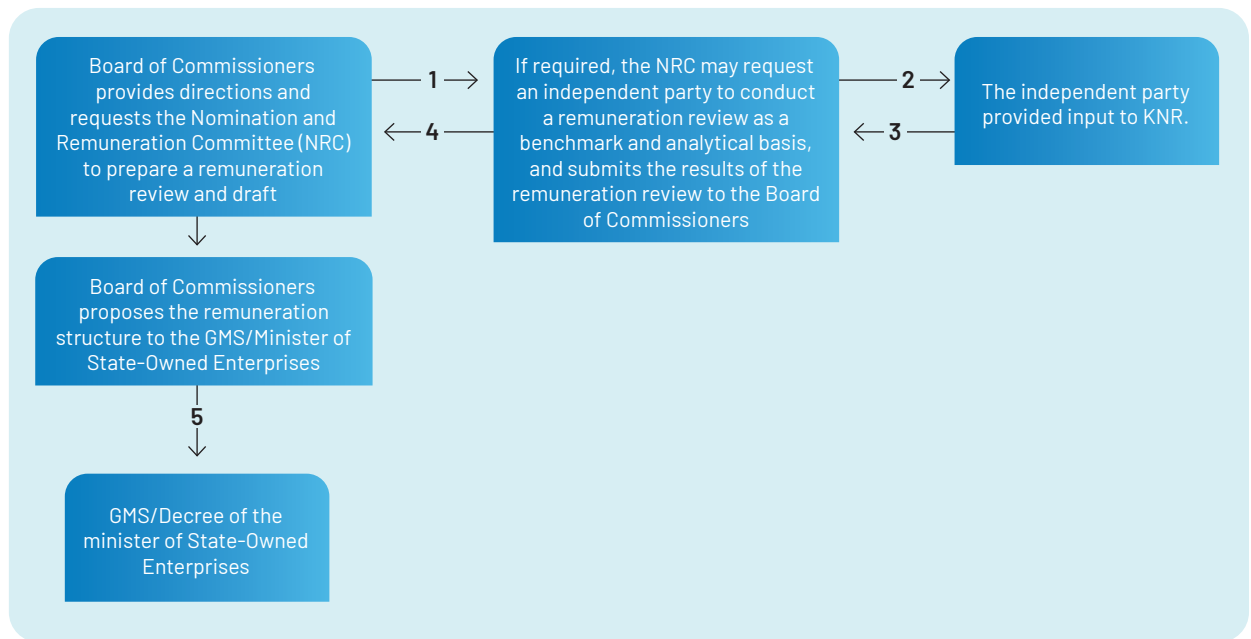 Board of Commissioners
provides directions and
requests the Nomination and
Remuneration Committee (NRC)
to prepare a remuneration
review and draft
1
4
If required, the NRC may request
an independent party to conduct
a remuneration review as a
benchmark and analytical basis,
and submits the results of the
remuneration review to the Board
of Commissioners
2
3
The independent party
provided input to KNR.
Board of Commissioners
proposes the remuneration
structure to the GMS/Minister of
State-Owned Enterprises
5
GMS/Decree of the
minister of State-Owned
Enterprises